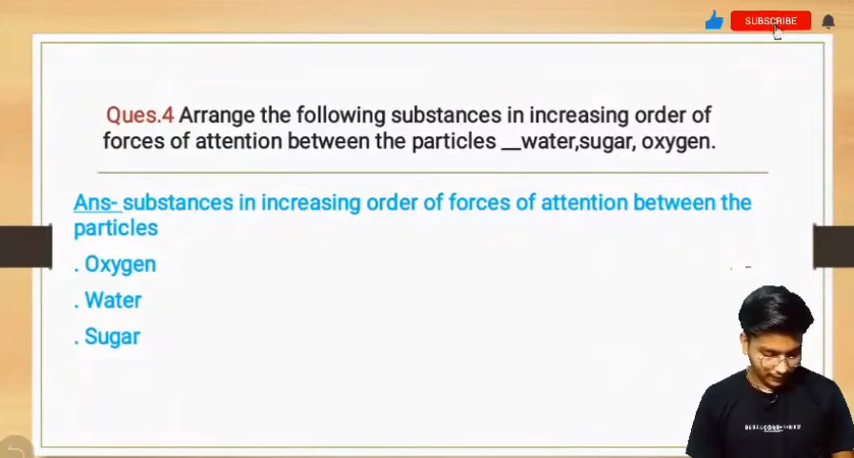 SUBSCRIBE
Ques.4 Arrange the following substances in increasing order of
forces of attention between the particles __water,sugar, oxygen.
Ans- substances in increasing order of forces of attention between the
particles
. Oxygen
. Water
. Sugar